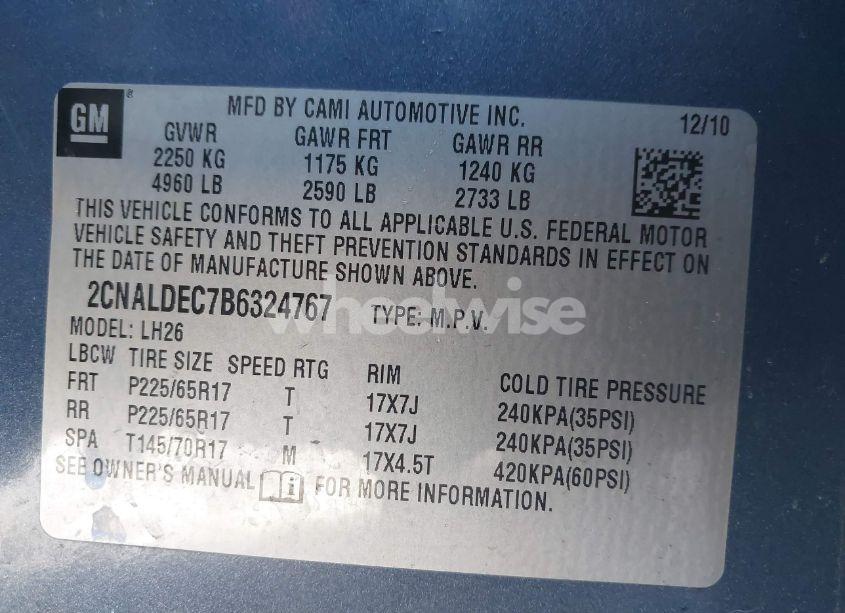 GM ®
MFD BY CAMI AUTOMOTIVE INC. 12/10
GVWR GAWR FRT GAWR RR
2250 KG 1175 KG 1240 KG
4960 LB 2590 LB 2733 LB
THIS VEHICLE CONFORMS TO ALL APPLICABLE U.S. FEDERAL MOTOR
VEHICLE SAFETY AND THEFT PREVENTION STANDARDS IN EFFECT ON
THE DATE OF MANUFACTURE SHOWN ABOVE.
2CNALDEC7B6324767 TYPE: M.P.V.
wheelwise
MODEL: LH26
LBCW TIRE SIZE SPEED RTG RIM COLD TIRE PRESSURE
FRT P225/65R17 T 17X7J 240KPA(35PSI)
RR P225/65R17 T 17X7J 240KPA(35PSI)
SPA T145/70R17 M 17X4.5T 420KPA(60PSI)
SEE OWNER'S MANUAL i FOR MORE INFORMATION.